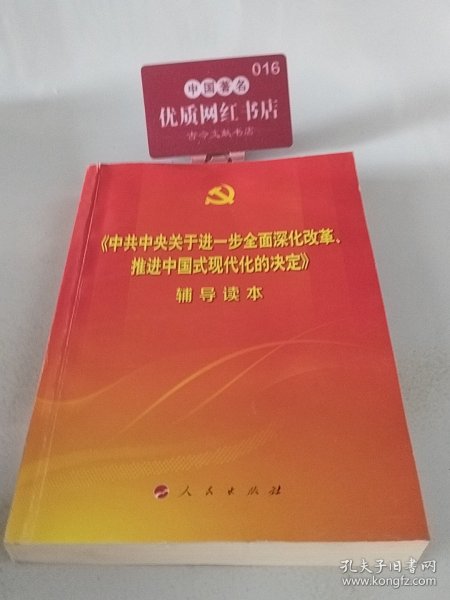 016
中国著名
优质网红书店
古今文献书店
《中共中央关于进一步全面深化改革、
推进中国式现代化的决定》
辅导读本
人民出版社
孔夫子旧书网
www.kongfz.com